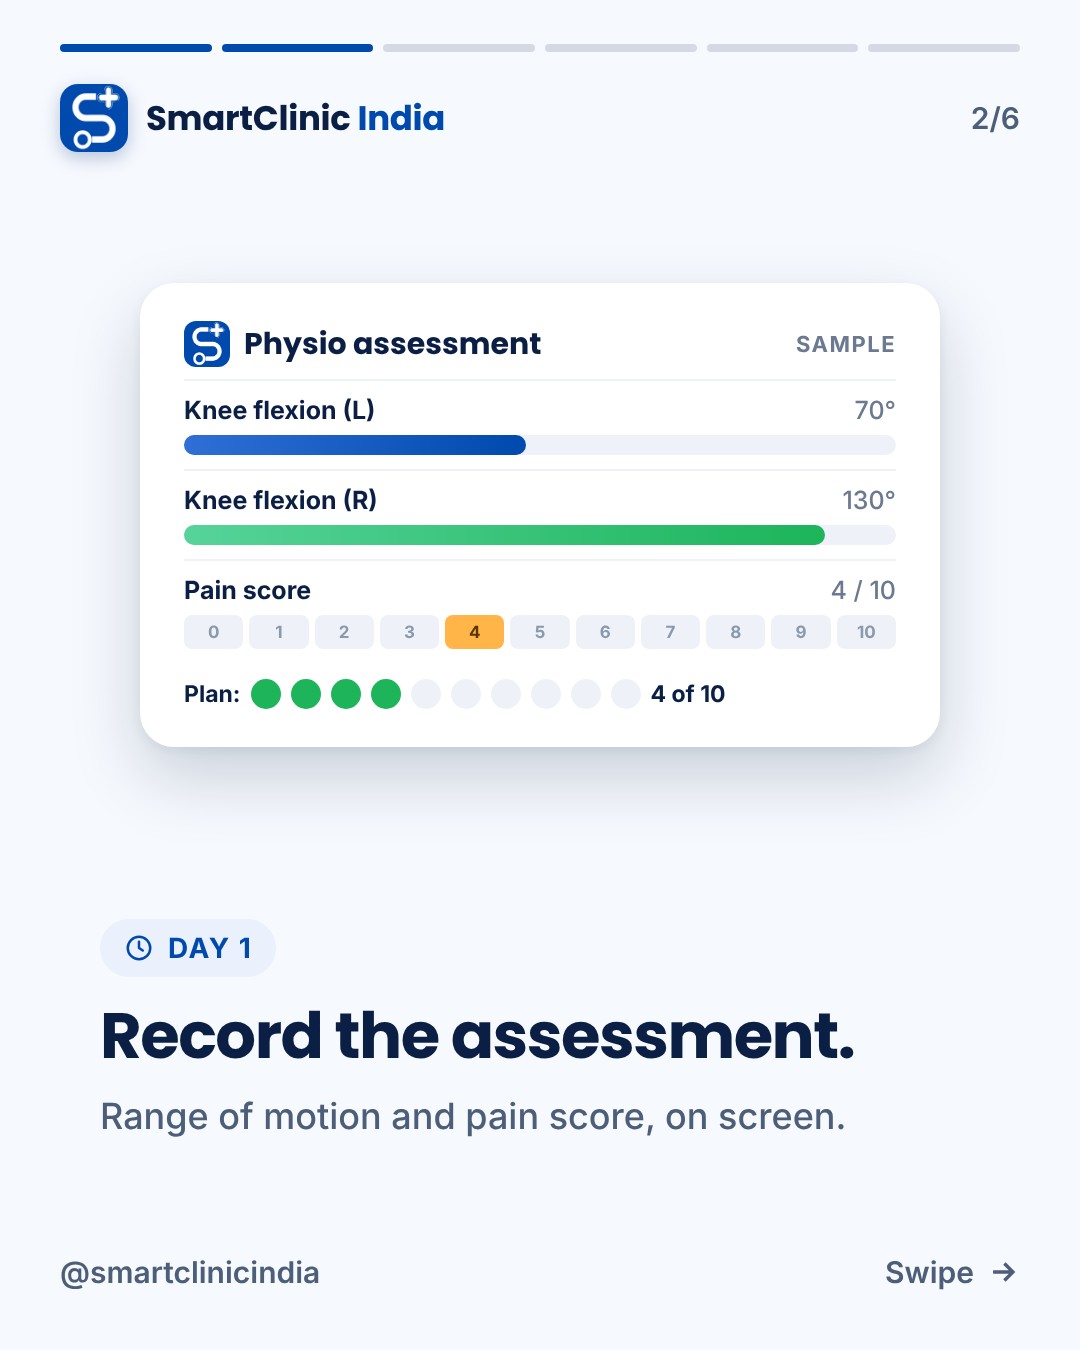 SmartClinic India
2/6
Physio assessment
SAMPLE
Knee flexion (L)
70°
Knee flexion (R)
130°
Pain score
4 / 10
0 1 2 3 4 5 6 7 8 9 10
Plan: 4 of 10
DAY 1
Record the assessment.
Range of motion and pain score, on screen.
@smartclinicindia
Swipe →